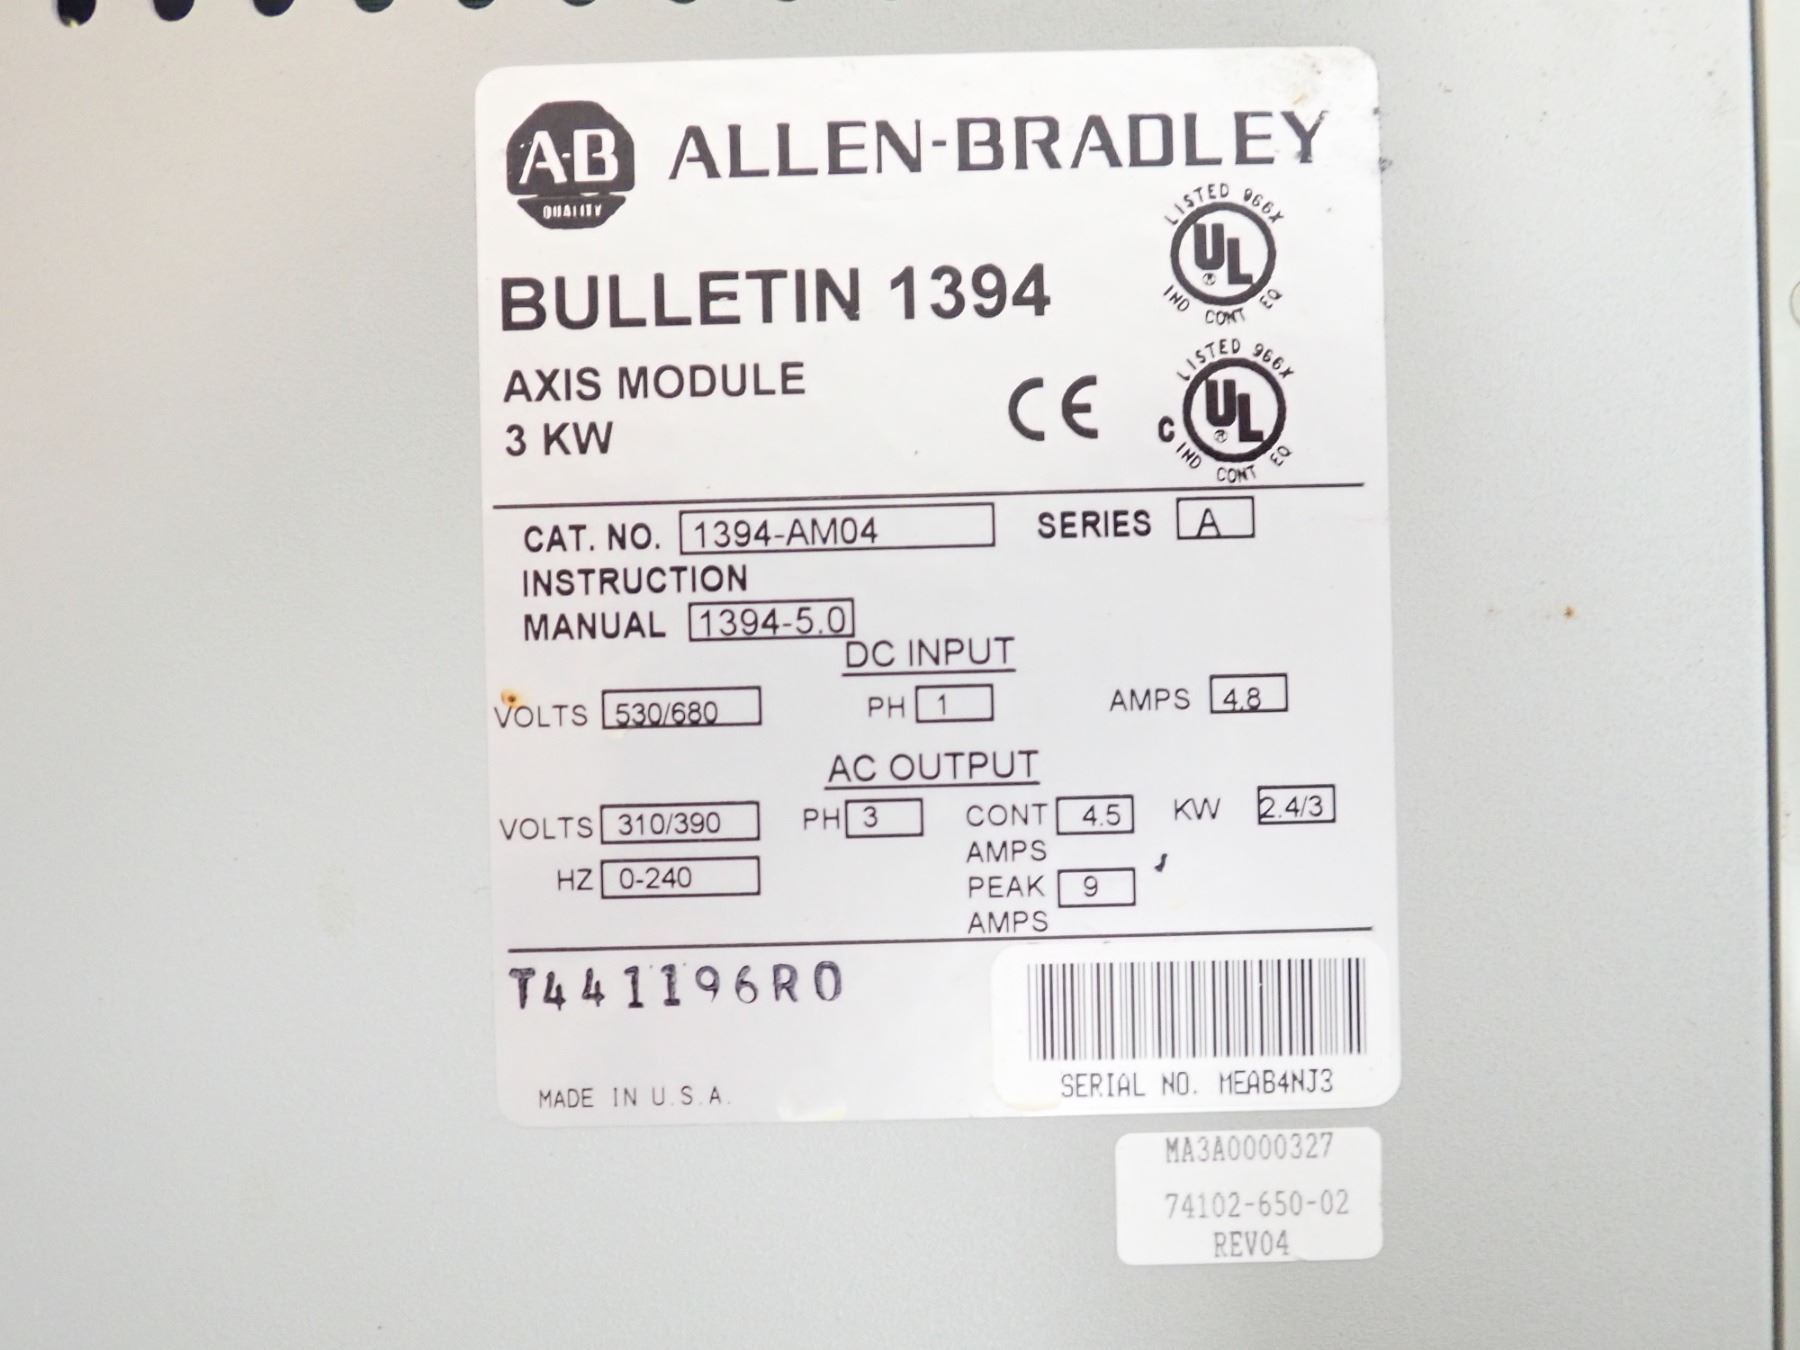 A-B ALLEN-BRADLEY
QUALITY
LISTED 966X
UL ®
IND CONT EQ
BULLETIN 1394
AXIS MODULE
3 KW
CE
LISTED 966X
C UL ®
IND CONT EQ
CAT. NO. 1394-AM04 SERIES A
INSTRUCTION
MANUAL 1394-5.0
DC INPUT
VOLTS 530/680 PH 1 AMPS 4.8
AC OUTPUT
VOLTS 310/390 PH 3 CONT 4.5 KW 2.4/3
AMPS
HZ 0-240 PEAK 9
AMPS
T441196R0
SERIAL NO. MEAB4NJ3
MADE IN U.S.A.
MA3A0000327
74102-650-02
REV04